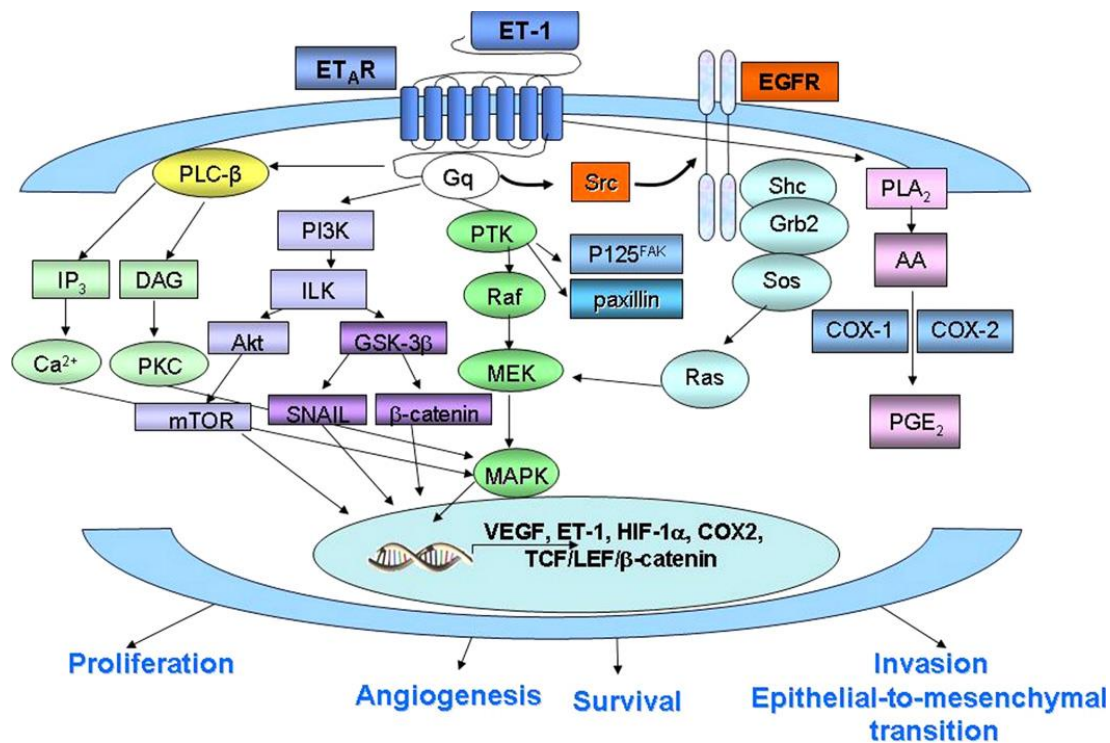 ET-1
ET_AR
EGFR
PLC-β
Gq
Src
Shc
PLA₂
PI3K
PTK
Grb2
P125ᶠᴬᴷ
IP₃
DAG
ILK
Raf
paxillin
Sos
AA
Akt
GSK-3β
COX-1
COX-2
Ca²⁺
PKC
MEK
Ras
mTOR
SNAIL
β-catenin
PGE₂
MAPK
VEGF, ET-1, HIF-1α, COX2,
TCF/LEF/β-catenin
Proliferation
Angiogenesis
Survival
Invasion
Epithelial-to-mesenchymal
transition